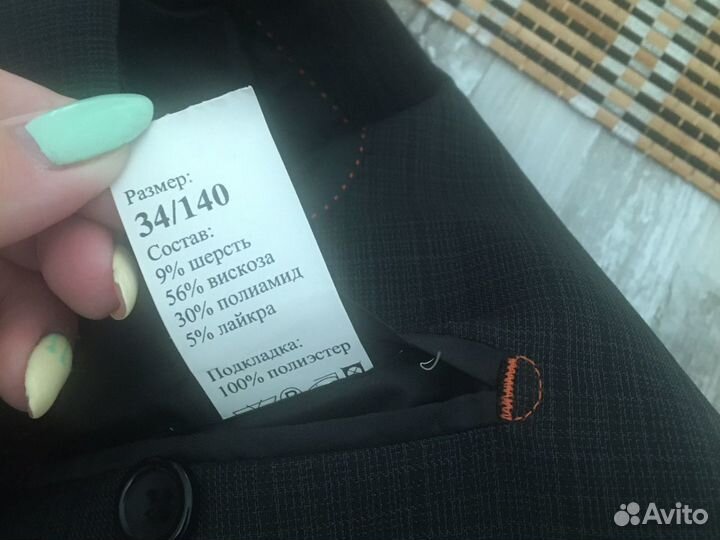 Размер:
34/140
Состав:
9% шерсть
56% вискоза
30% полиамид
5% лайкра
Подкладка:
100% полиэстер
Avito